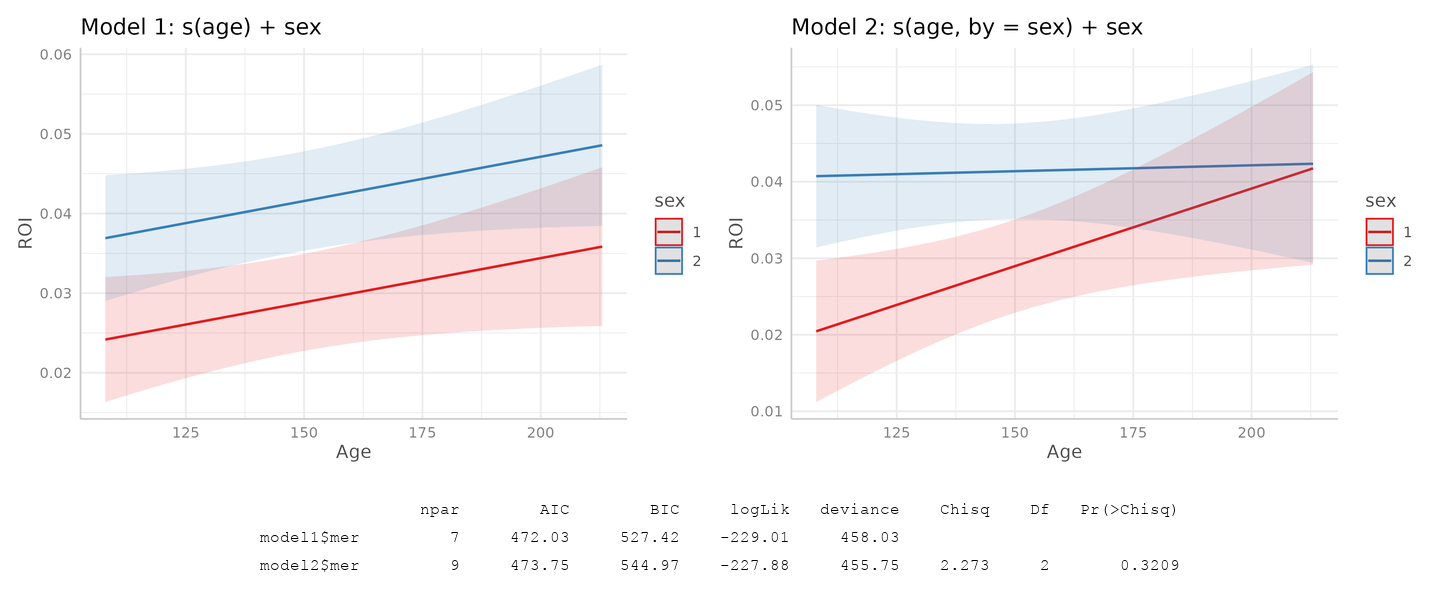 Model 1: s(age) + sex
0.06
0.05
0.04
0.03
0.02
ROI
125 150 175 200
Age
sex
1
2
Model 2: s(age, by = sex) + sex
0.05
0.04
0.03
0.02
0.01
ROI
125 150 175 200
Age
sex
1
2
npar AIC BIC logLik deviance Chisq Df Pr(>Chisq)
model1$mer 7 472.03 527.42 -229.01 458.03
model2$mer 9 473.75 544.97 -227.88 455.75 2.273 2 0.3209